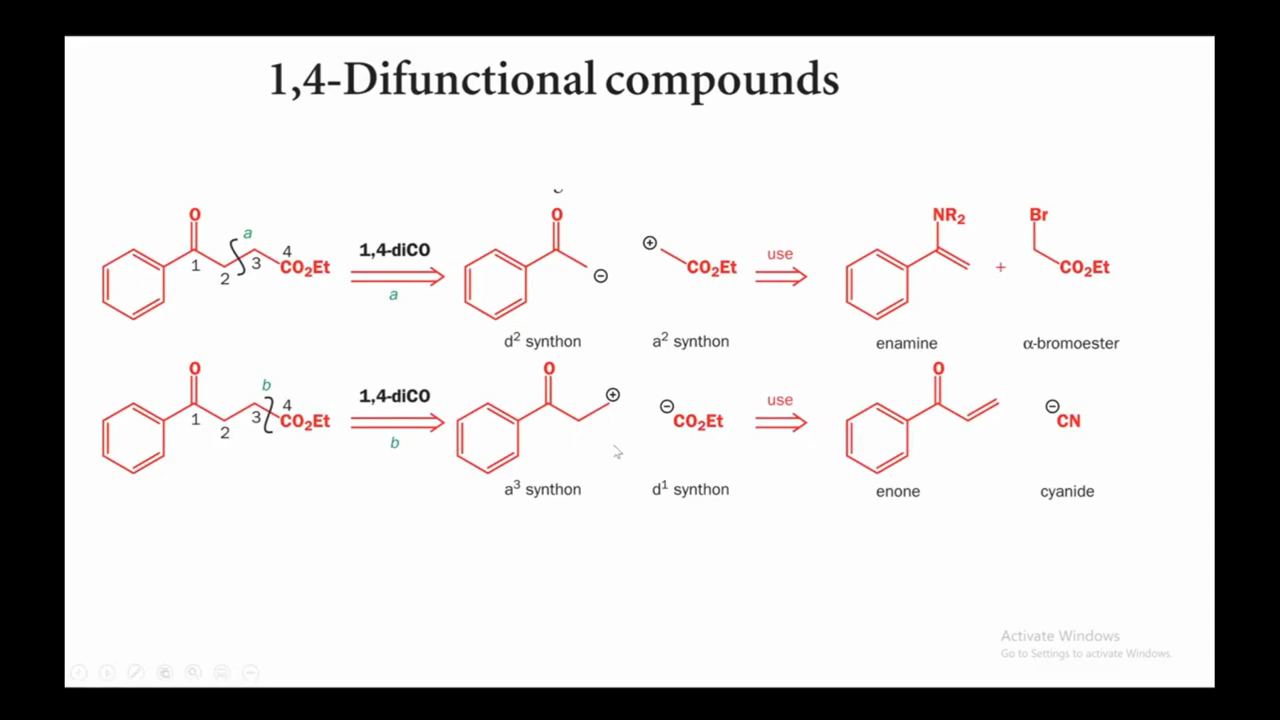 1,4-Difunctional compounds
O
a
1 2 3 4
CO₂Et
1,4-diCO
a
O
⊖
⊕
CO₂Et
use
NR₂
+
Br
CO₂Et
d² synthon
a² synthon
enamine
α-bromoester
O
b
1 2 3 4
CO₂Et
1,4-diCO
b
O
⊕
⊖
CO₂Et
use
O
⊖
CN
a³ synthon
d¹ synthon
enone
cyanide
Activate Windows
Go to Settings to activate Windows.